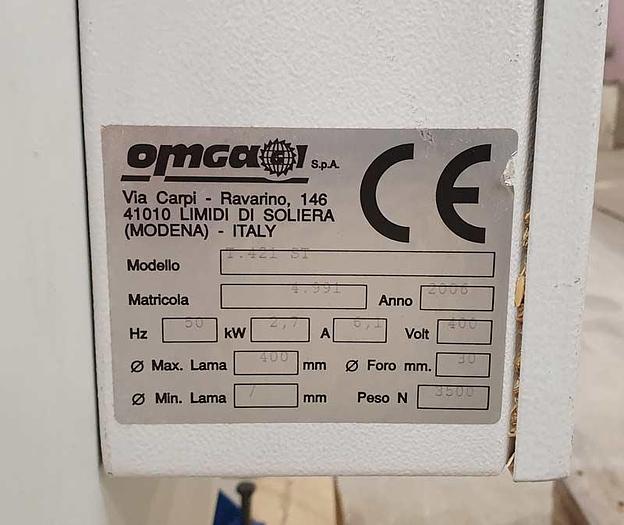 omga S.p.A. CE
Via Carpi - Ravarino, 146
41010 LIMIDI DI SOLIERA
(MODENA) - ITALY
Modello T.421 ST
Matricola 4.991 Anno 2006
Hz 50 kW 2,7 A 6,1 Volt 400
Ø Max. Lama 400 mm Ø Foro mm. 30
Ø Min. Lama / mm Peso N 3500